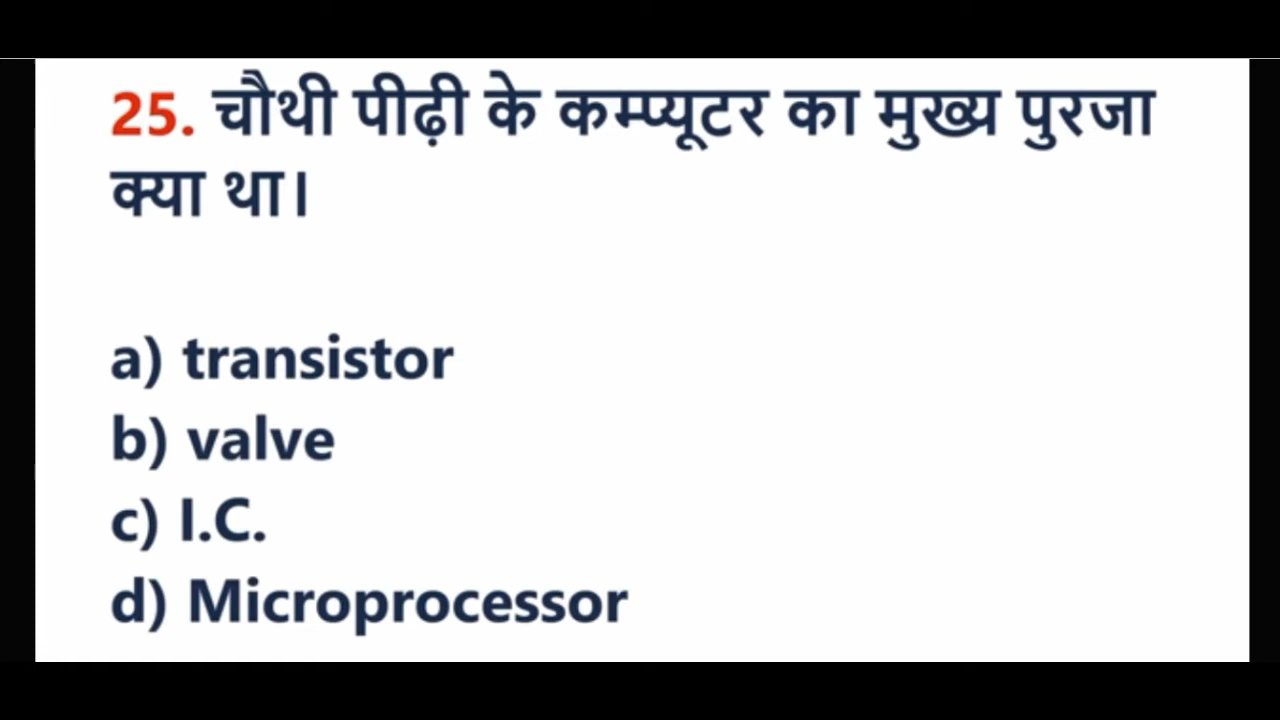 25. चौथी पीढ़ी के कम्प्यूटर का मुख्य पुरजा
क्या था।
a) transistor
b) valve
c) I.C.
d) Microprocessor